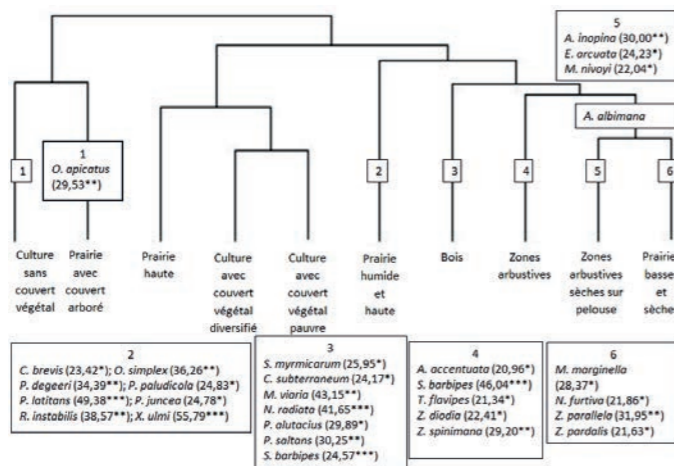 5
A. inopina (30,00**)
E. arcuata (24,23*)
M. nivoyi (22,04*)
A. albimana
1
O. apicatus
(29,53**)
1
2
3
4
5
6
Culture
sans
couvert
végétal
Prairie
avec
couvert
arboré
Prairie
haute
Culture
avec
couvert
végétal
diversifié
Culture
avec
couvert
végétal
pauvre
Prairie
humide
et
haute
Bois
Zones
arbustives
Zones
arbustives
sèches sur
pelouse
Prairie
basse et
sèche
2
C. brevis (23,42*); O. simplex (36,26**)
P. degeeri (34,39**); P. paludicola (24,83*)
P. latitans (49,38***); P. juncea (24,78*)
R. instabilis (38,57**); X. ulmi (55,79***)
3
S. myrmicarum (25,95*)
C. subterraneum (24,17*)
M. viaria (43,15**)
N. radiata (41,65***)
P. alutacius (29,89*)
P. saltans (30,25**)
S. barbipes (24,57***)
4
A. accentuata (20,96*)
S. barbipes (46,04***)
T. flavipes (21,34*)
Z. diodia (22,41*)
Z. spinimana (29,20**)
6
M. marginella
(28,37*)
N. furtiva (21,86*)
Z. parallela (31,95**)
Z. pardalis (21,63*)